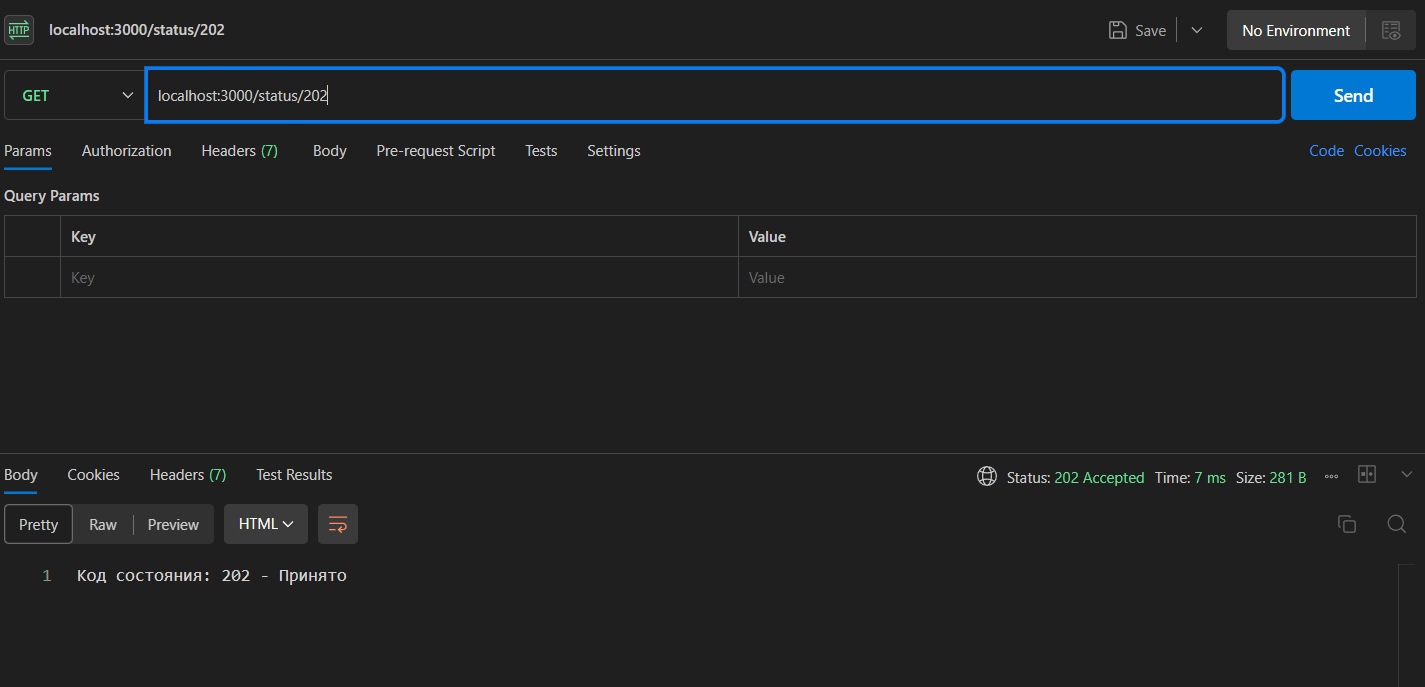 HTTP localhost:3000/status/202 Save No Environment
GET localhost:3000/status/202 Send
Params Authorization Headers (7) Body Pre-request Script Tests Settings Code Cookies
Query Params
Key Value
Key Value
Body Cookies Headers (7) Test Results Status: 202 Accepted Time: 7 ms Size: 281 B
Pretty Raw Preview HTML
1 Код состояния: 202 - Принято